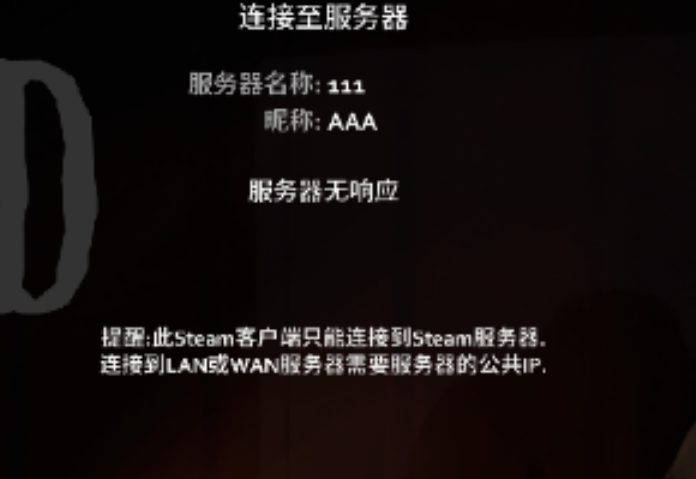 连接至服务器
服务器名称: 111
昵称: AAA
服务器无响应
提醒:此Steam客户端只能连接到Steam服务器.
连接到LAN或WAN服务器需要服务器的公共IP.